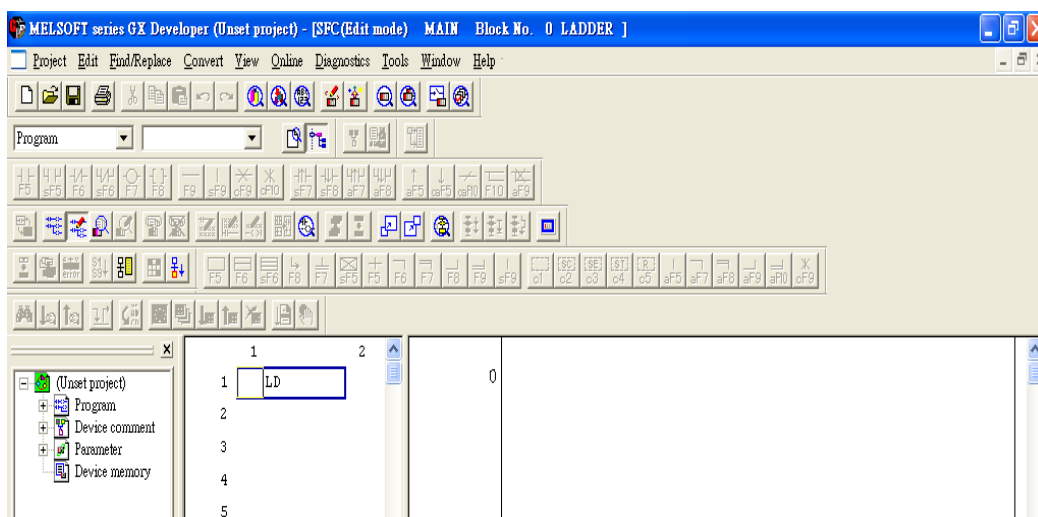 MELSOFT series GX Developer (Unset project) - [SFC(Edit mode) MAIN Block No. 0 LADDER ]
Project Edit Find/Replace Convert View Online Diagnostics Tools Window Help
Program
F5 sF5 F6 sF6 F7 F8 F9 sF9 cF9 cF10 sF7 sF8 aF7 aF8 aF5 caF5 caF10 F10 aF9
F5 F6 sF6 F8 F7 sF5 F5 F6 F7 F8 F9 sF9 c1 c2 c3 c4 c5 aF5 aF7 aF8 aF9 aF10 cF9
1 2
1 LD
2
3
4
5
0
(Unset project)
Program
Device comment
Parameter
Device memory